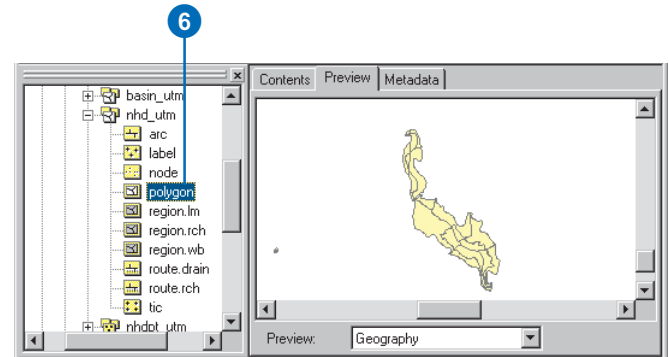 6
Contents Preview Metadata
basin_utm
nhd_utm
arc
label
node
polygon
region.lm
region.rch
region.wb
route.drain
route.rch
tic
nhdpt_utm
Preview: Geography